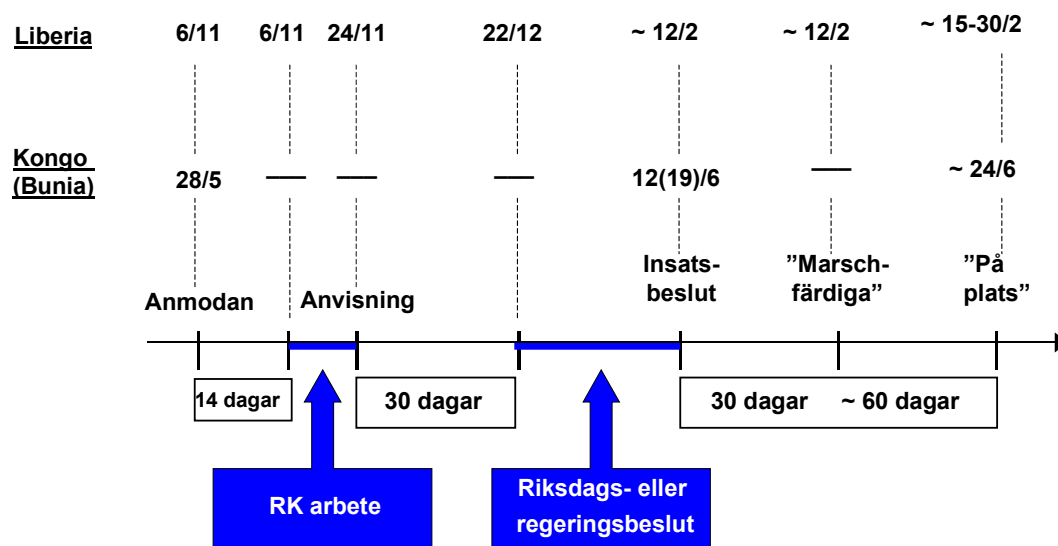 Liberia 6/11 6/11 24/11 22/12 ~ 12/2 ~ 12/2 ~ 15-30/2
Kongo
(Bunia) 28/5 —— —— —— 12(19)/6 —— ~ 24/6
Insats- ”Marsch- ”På
beslut färdiga” plats”
Anmodan Anvisning
14 dagar 30 dagar 30 dagar ~ 60 dagar
RK arbete
Riksdags- eller
regeringsbeslut